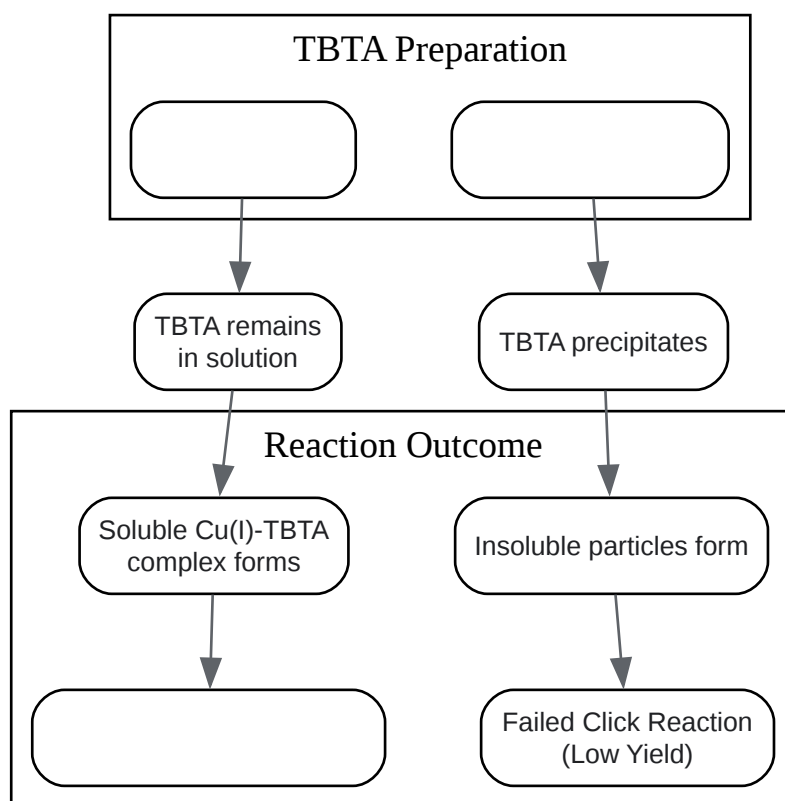 TBTA Preparation
TBTA remains
in solution
TBTA precipitates
Reaction Outcome
Soluble Cu(I)-TBTA
complex forms
Insoluble particles form
Failed Click Reaction
(Low Yield)